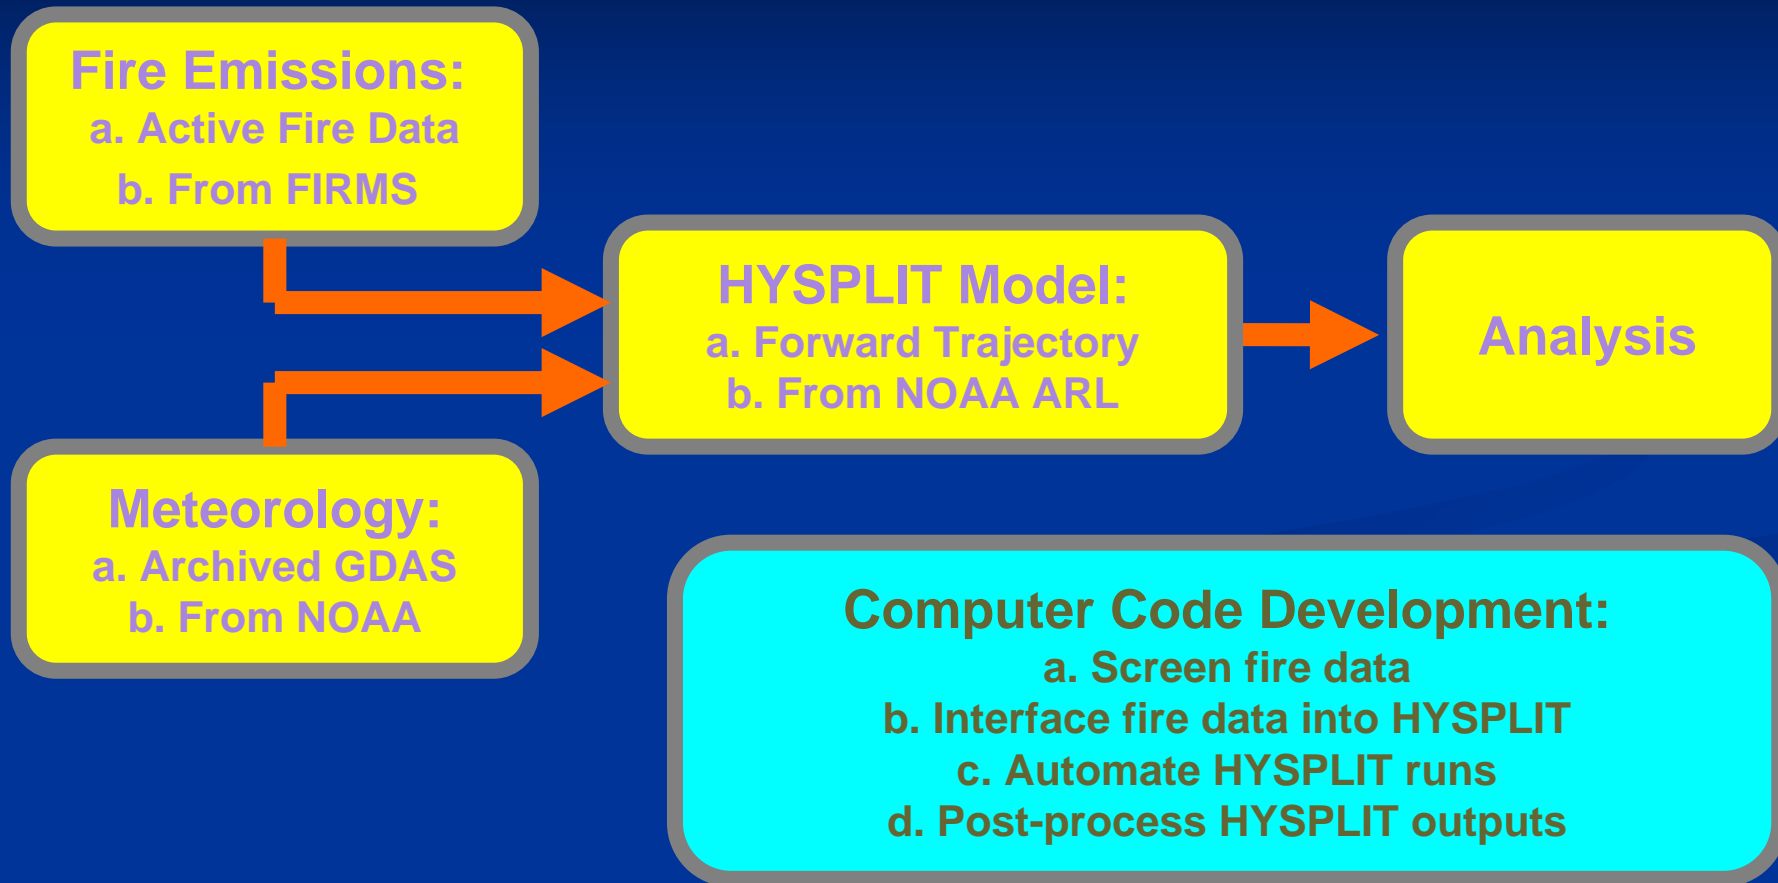 Fire Emissions:
a. Active Fire Data
b. From FIRMS
HYSPLIT Model:
a. Forward Trajectory
b. From NOAA ARL
Analysis
Meteorology:
a. Archived GDAS
b. From NOAA
Computer Code Development:
a. Screen fire data
b. Interface fire data into HYSPLIT
c. Automate HYSPLIT runs
d. Post-process HYSPLIT outputs